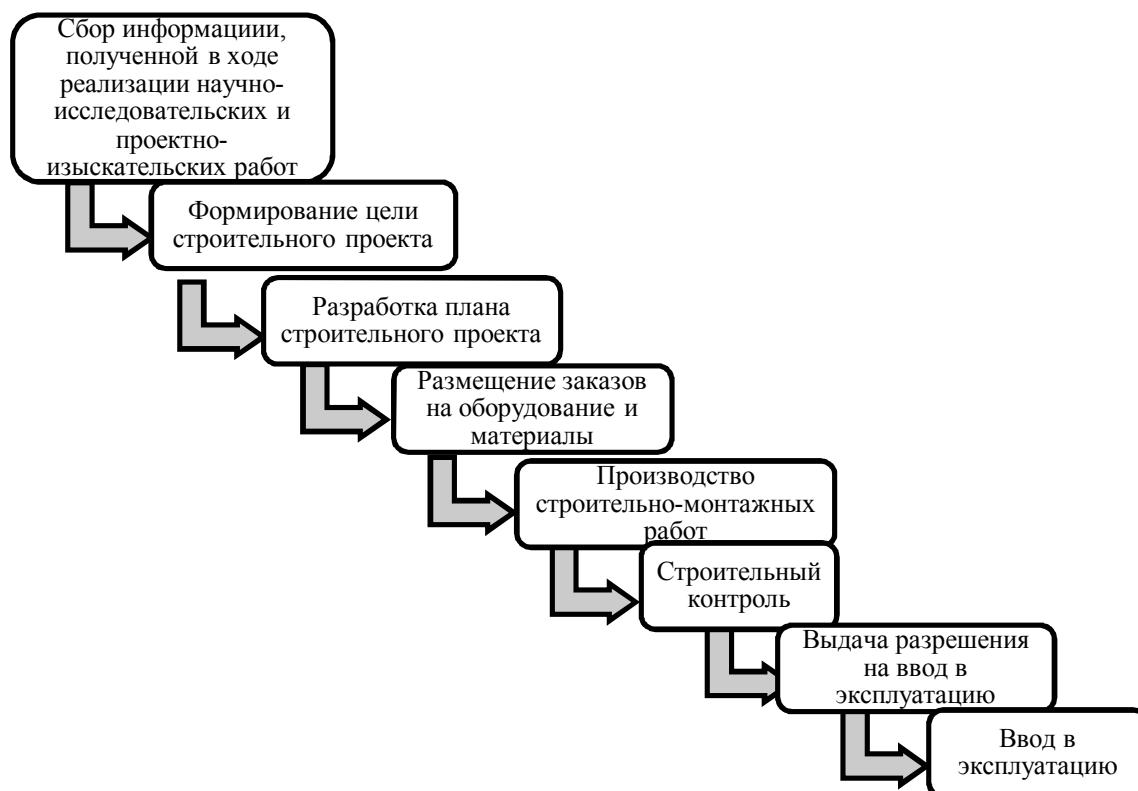 Сбор информациии,
полученной в ходе
реализации научно-
исследовательских и
проектно-
изыскательских работ
Формирование цели
строительного проекта
Разработка плана
строительного проекта
Размещение заказов
на оборудование и
материалы
Производство
строительно-монтажных
работ
Строительный
контроль
Выдача разрешения
на ввод в
эксплуатацию
Ввод в
эксплуатацию